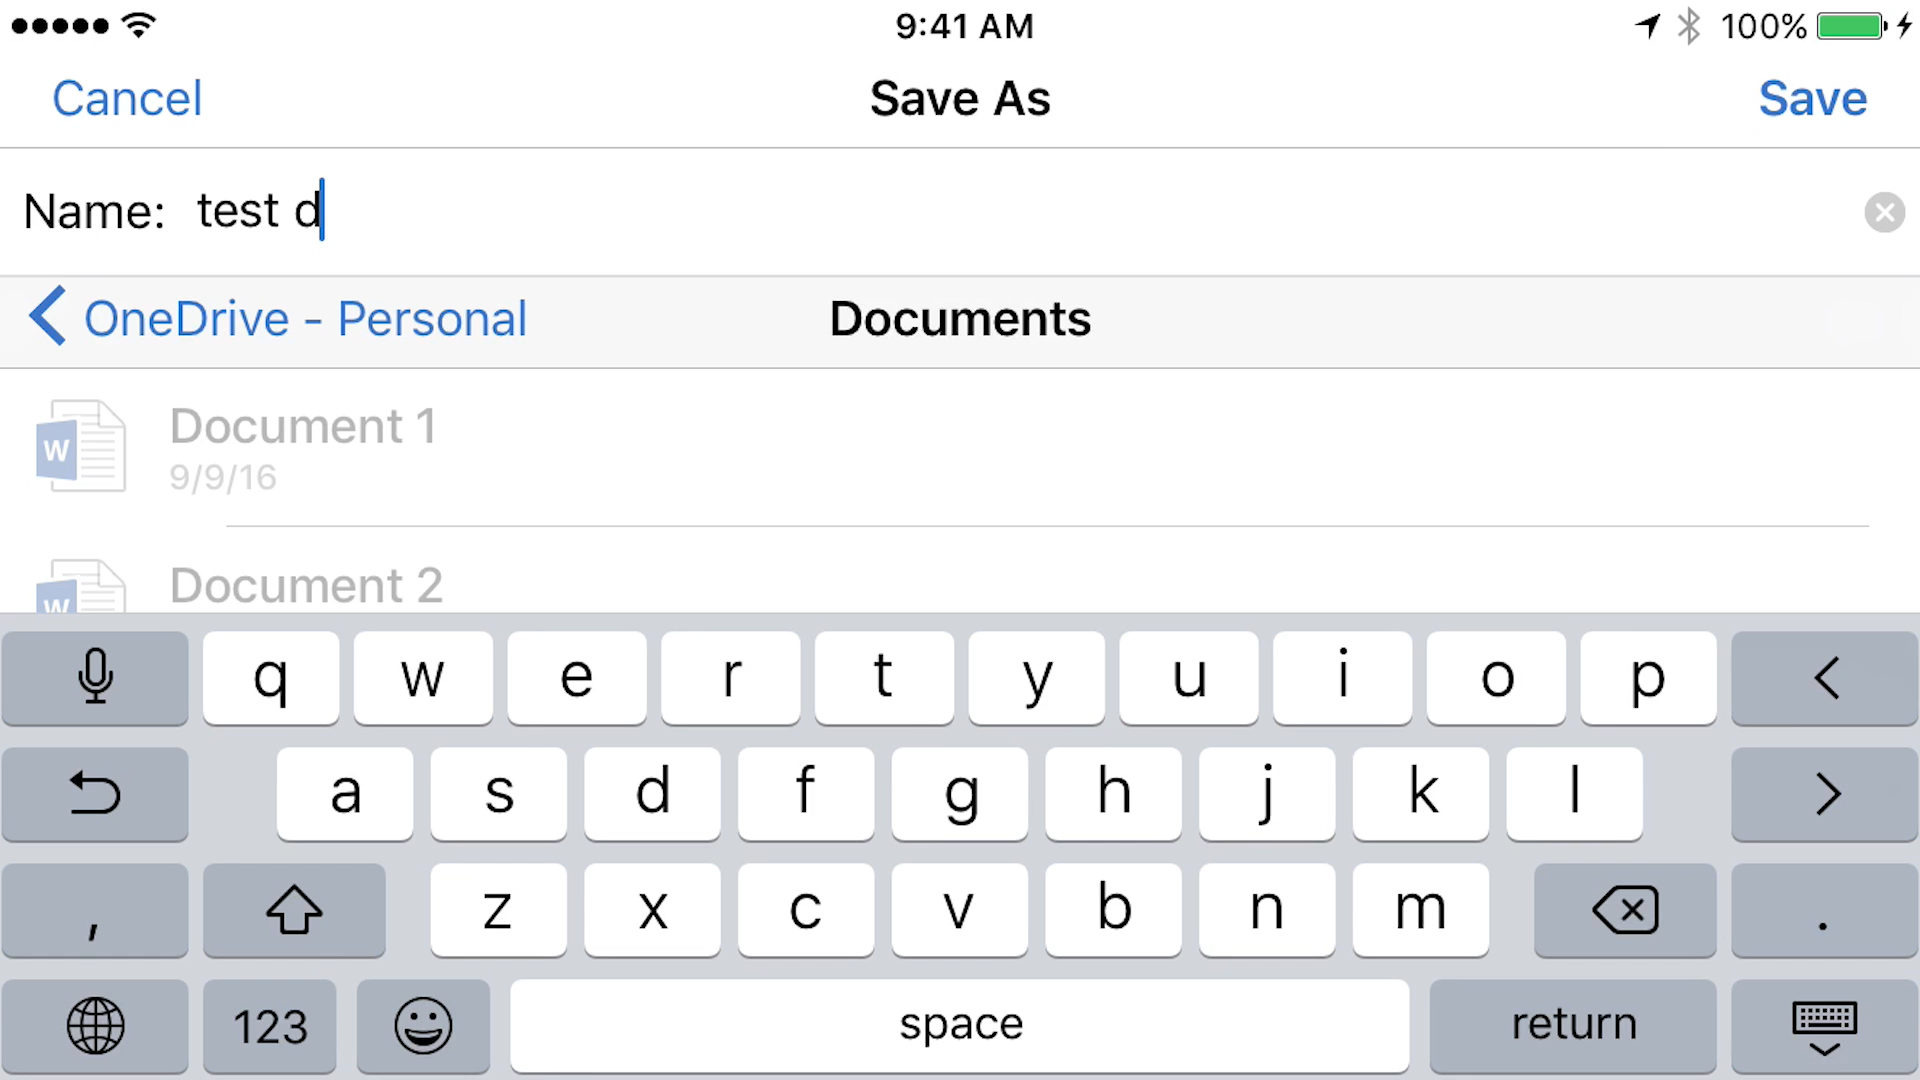 9:41 AM 100%
Cancel Save As Save
Name: test d
OneDrive - Personal Documents
W Document 1
9/9/16
W Document 2
q w e r t y u i o p <
a s d f g h j k l >
, z x c v b n m .
123 space return